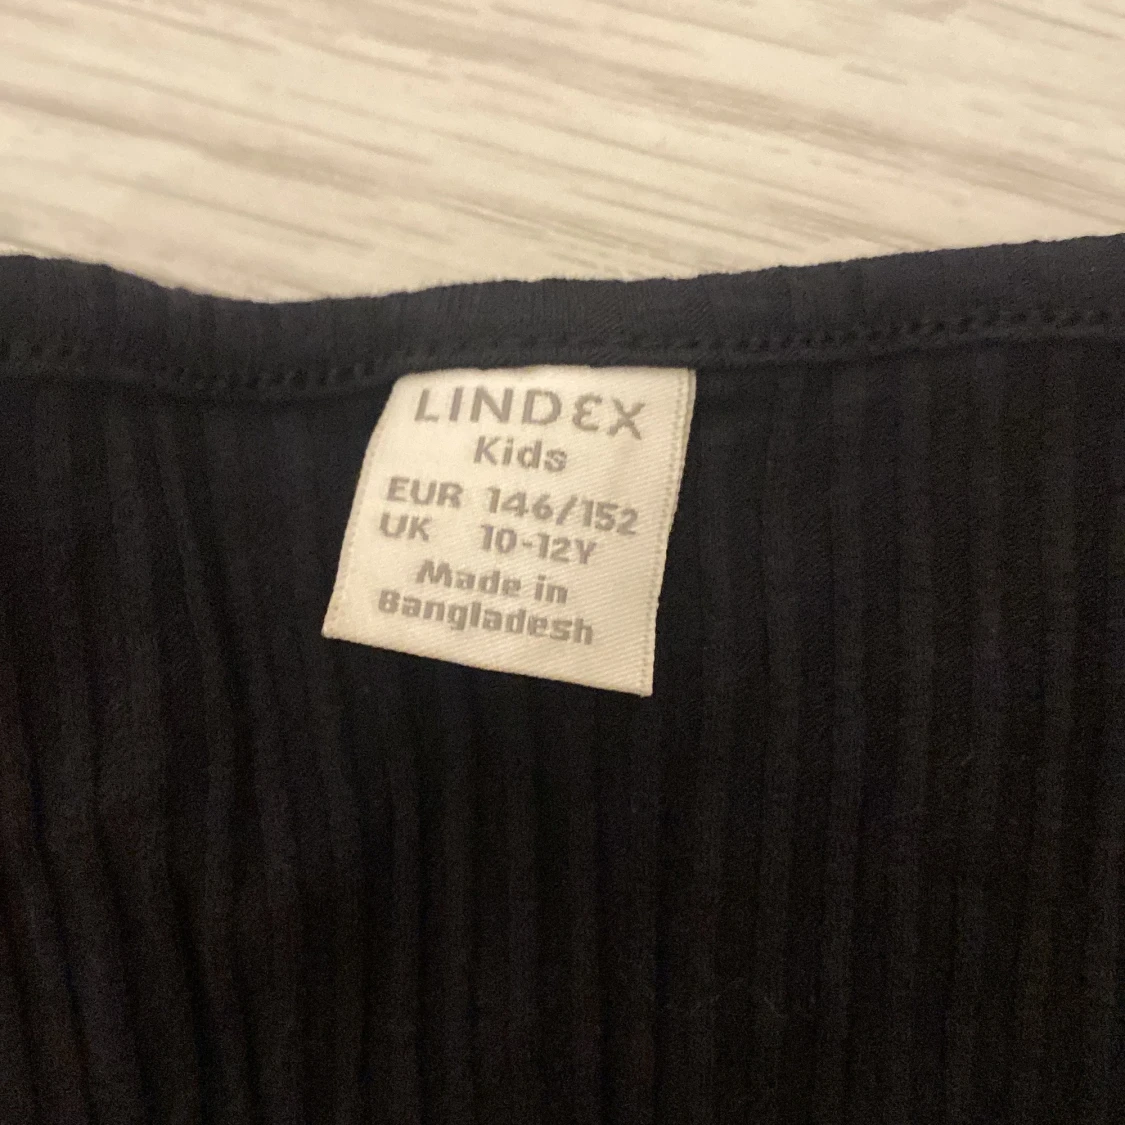 LINDEX
Kids
EUR 146/152
UK 10-12Y
Made in
Bangladesh